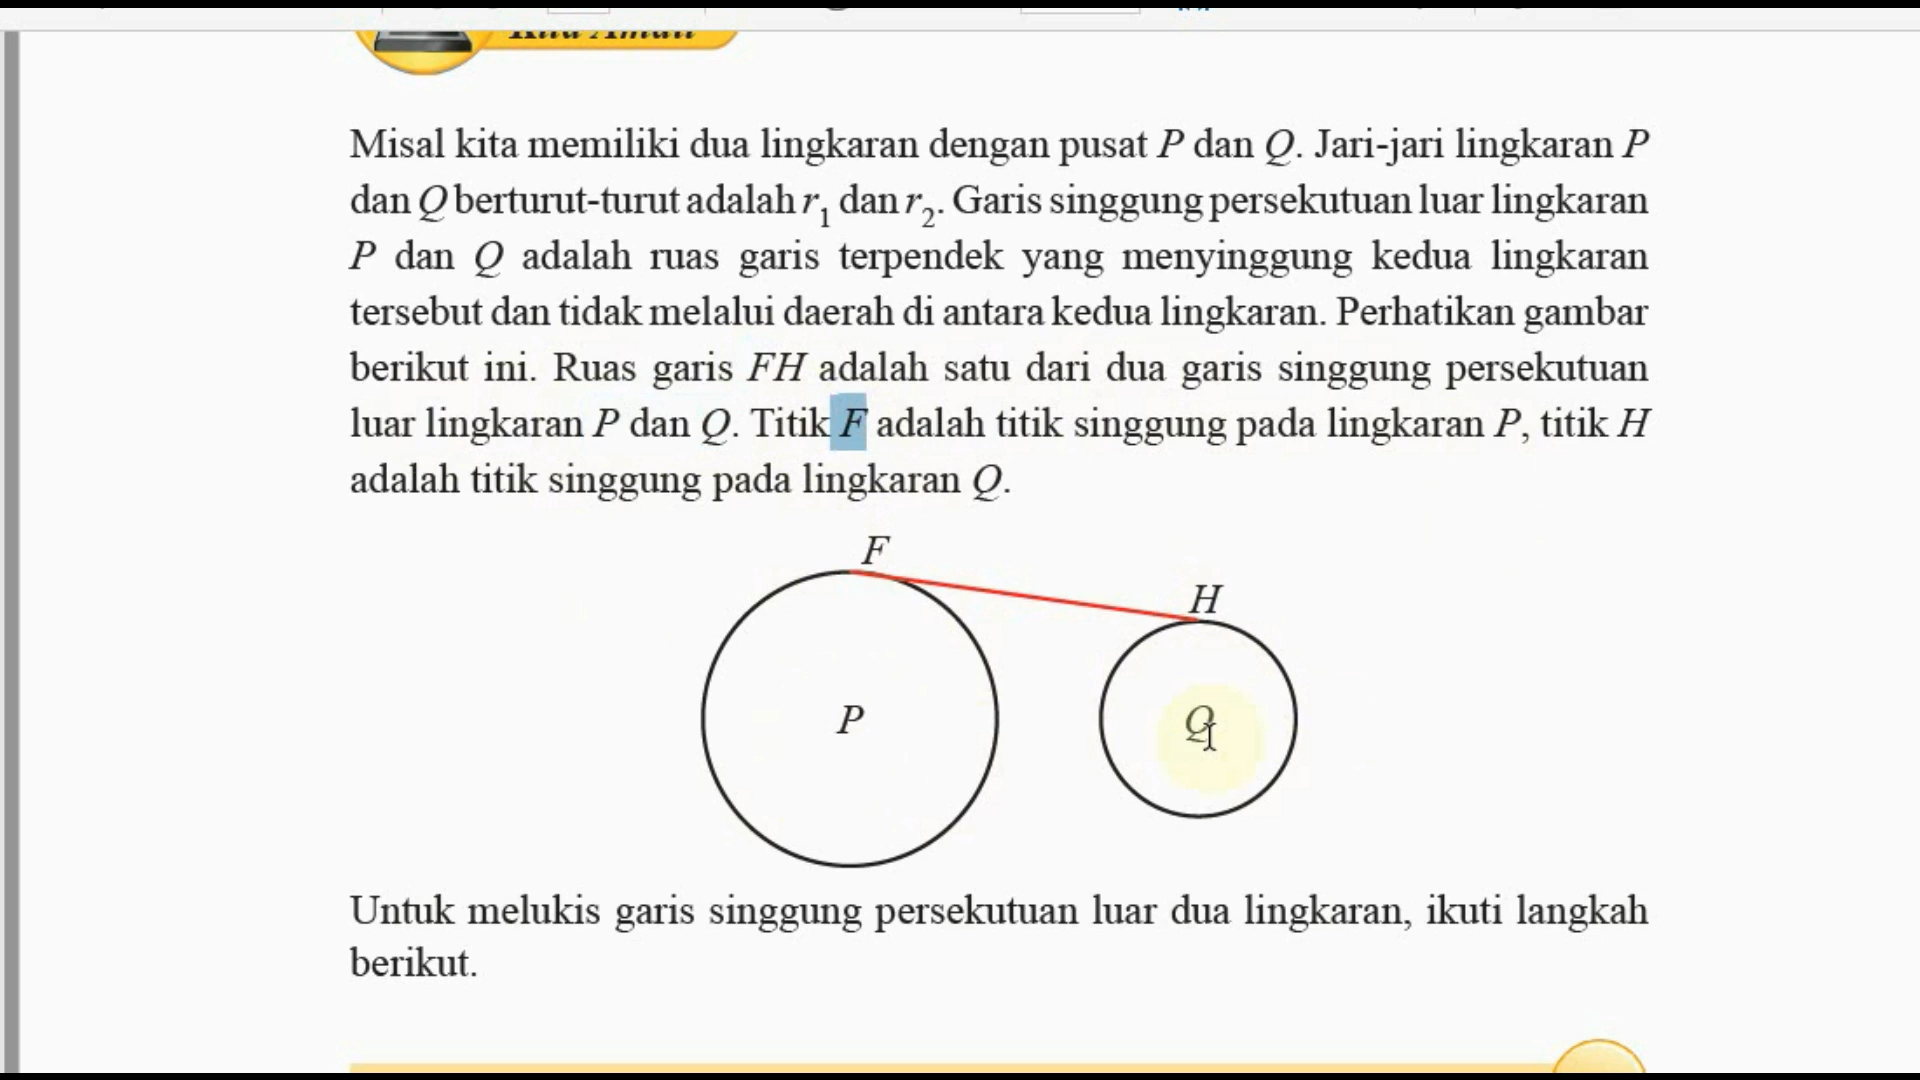 Kita Amati
Misal kita memiliki dua lingkaran dengan pusat P dan Q. Jari-jari lingkaran P
dan Q berturut-turut adalah r₁ dan r₂. Garis singgung persekutuan luar lingkaran
P dan Q adalah ruas garis terpendek yang menyinggung kedua lingkaran
tersebut dan tidak melalui daerah di antara kedua lingkaran. Perhatikan gambar
berikut ini. Ruas garis FH adalah satu dari dua garis singgung persekutuan
luar lingkaran P dan Q. Titik F adalah titik singgung pada lingkaran P, titik H
adalah titik singgung pada lingkaran Q.
F
H
P
Q
Untuk melukis garis singgung persekutuan luar dua lingkaran, ikuti langkah
berikut.